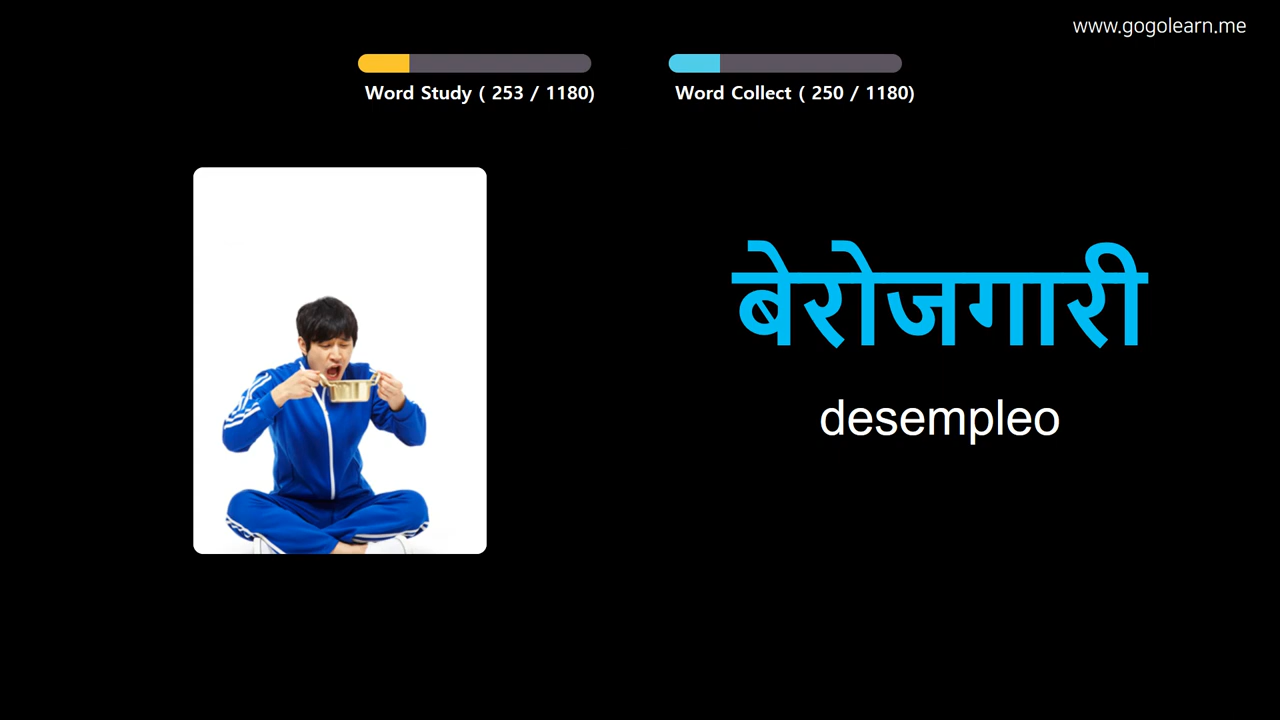 www.gogolearn.me
Word Study ( 253 / 1180)
Word Collect ( 250 / 1180)
बेरोजगारी
desempleo